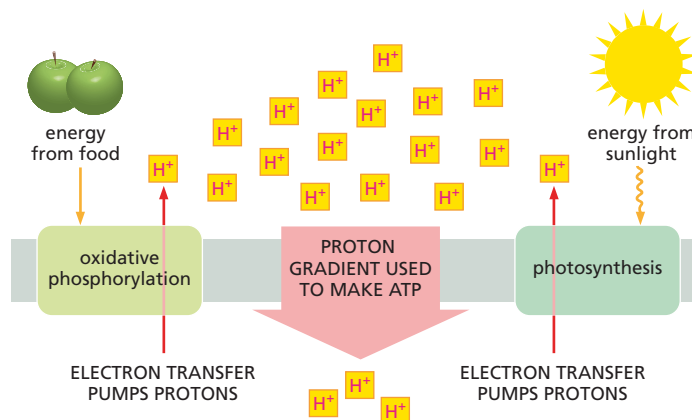 H⁺
H⁺
H⁺
H⁺
H⁺
H⁺
energy
from food
H⁺
H⁺
H⁺
H⁺
energy from
sunlight
H⁺
H⁺
H⁺
H⁺
H⁺
H⁺
H⁺
oxidative
phosphorylation
PROTON
GRADIENT USED
TO MAKE ATP
photosynthesis
ELECTRON TRANSFER
PUMPS PROTONS
H⁺
H⁺
H⁺
ELECTRON TRANSFER
PUMPS PROTONS